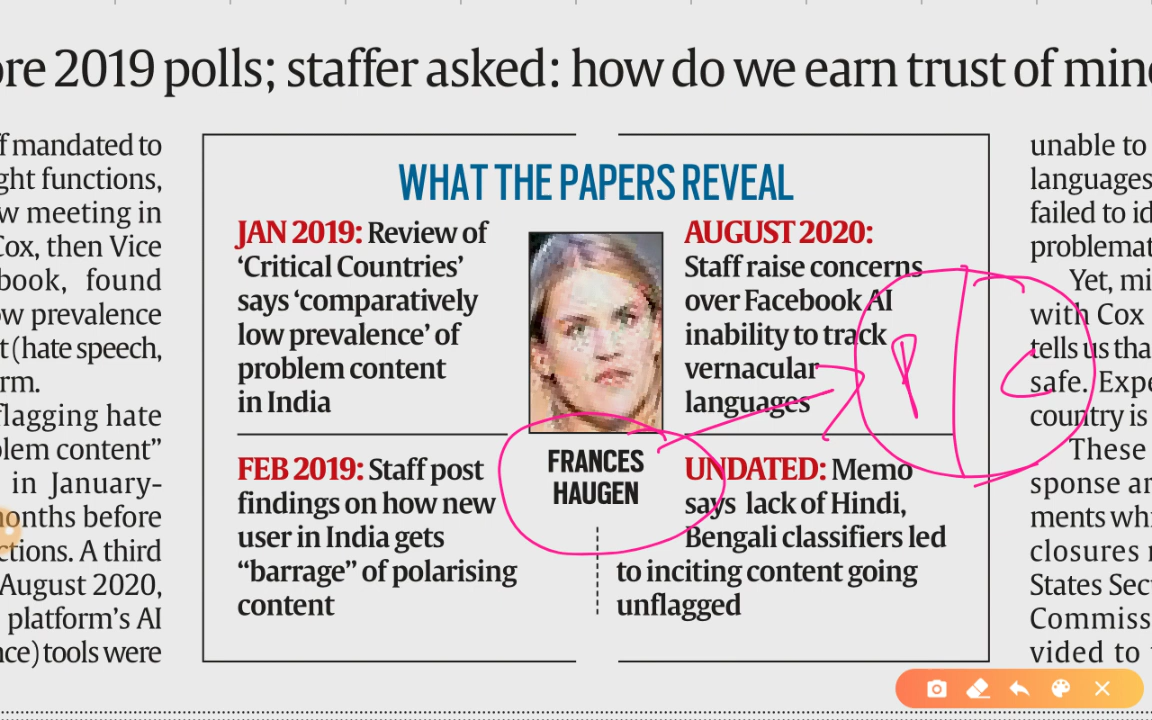 ore 2019 polls; staffer asked: how do we earn trust of min
ff mandated to
ght functions,
w meeting in
Cox, then Vice
book, found
ow prevalence
t (hate speech,
rm.
flagging hate
lem content”
in January-
nonths before
ctions. A third
August 2020,
platform’s AI
nce) tools were
WHAT THE PAPERS REVEAL
JAN 2019: Review of
‘Critical Countries’
says ‘comparatively
low prevalence’ of
problem content
in India
FEB 2019: Staff post
findings on how new
user in India gets
“barrage” of polarising
content
FRANCES
HAUGEN
AUGUST 2020:
Staff raise concerns
over Facebook AI
inability to track
vernacular
languages
UNDATED: Memo
says lack of Hindi,
Bengali classifiers led
to inciting content going
unflagged
unable to
languages
failed to id
problemat
Yet, mi
with Cox
tells us tha
safe. Expe
country is
These
sponse ar
ments wh
closures r
States Sec
Commiss
vided to